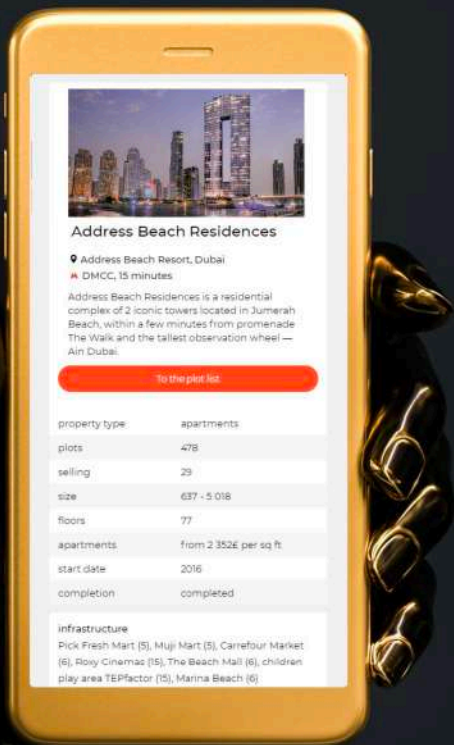 Address Beach Residences
Address Beach Resort, Dubai
DMCC, 15 minutes
Address Beach Residences is a residential
complex of 2 iconic towers located in Jumerah
Beach, within a few minutes from promenade
The Walk and the tallest observation wheel —
Ain Dubai.
To the plot list
property type apartments
plots 478
selling 29
size 637 - 5 018
floors 77
apartments from 2 352£ per sq ft
start date 2016
completion completed
infrastructure
Pick Fresh Mart (5), Muji Mart (5), Carrefour Market
(6), Roxy Cinemas (15), The Beach Mall (6), children
play area TEPfactor (15), Marina Beach (6)